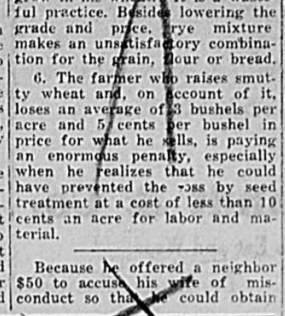 ful practice. Besides lowering the
grade and price, rye mixture
makes an unsatisfactory combina-
tion for the grain, flour or bread.
6. The farmer who raises smut-
ty wheat and, on account of it,
loses an average of 3 bushels per
acre and 5 cents per bushel in
price for what he sells, is paying
an enormous penalty, especially
when he realizes that he could
have prevented the loss by seed
treatment at a cost of less than 10
cents an acre for labor and ma-
terial.
Because he offered a neighbor
$50 to accuse his wife of mis-
conduct so that he could obtain